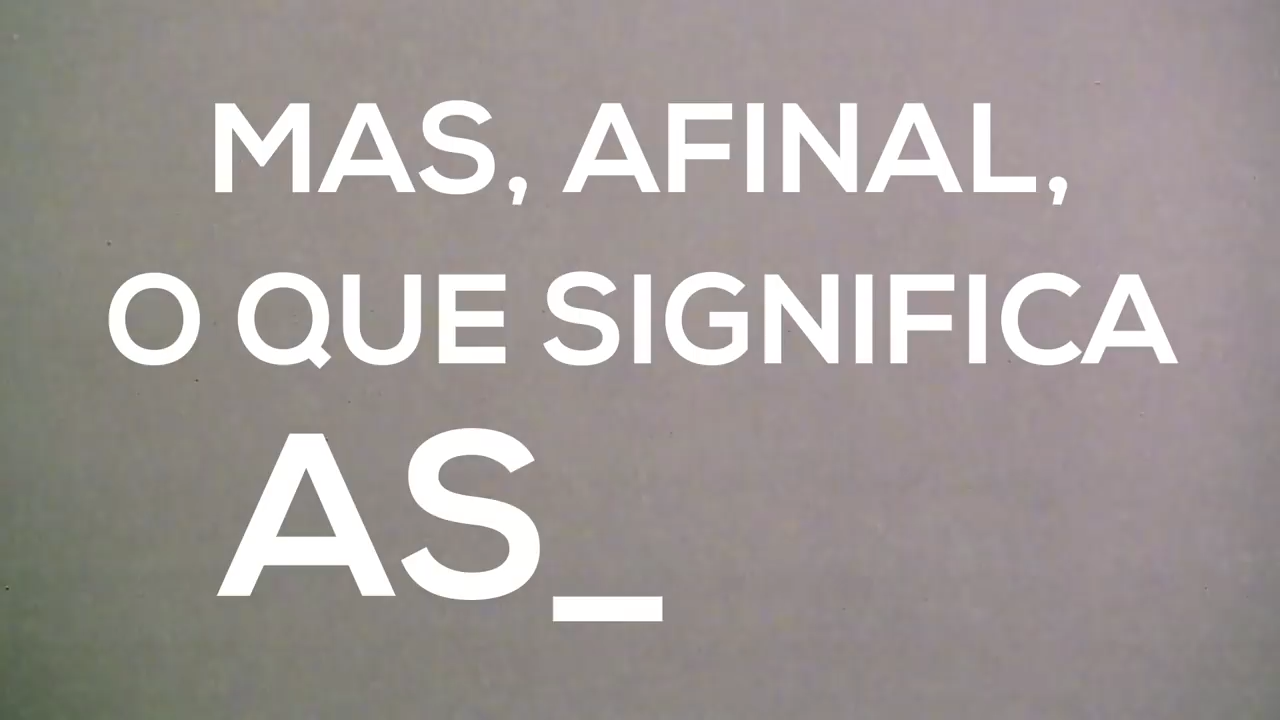 MAS, AFINAL,
O QUE SIGNIFICA
AS_